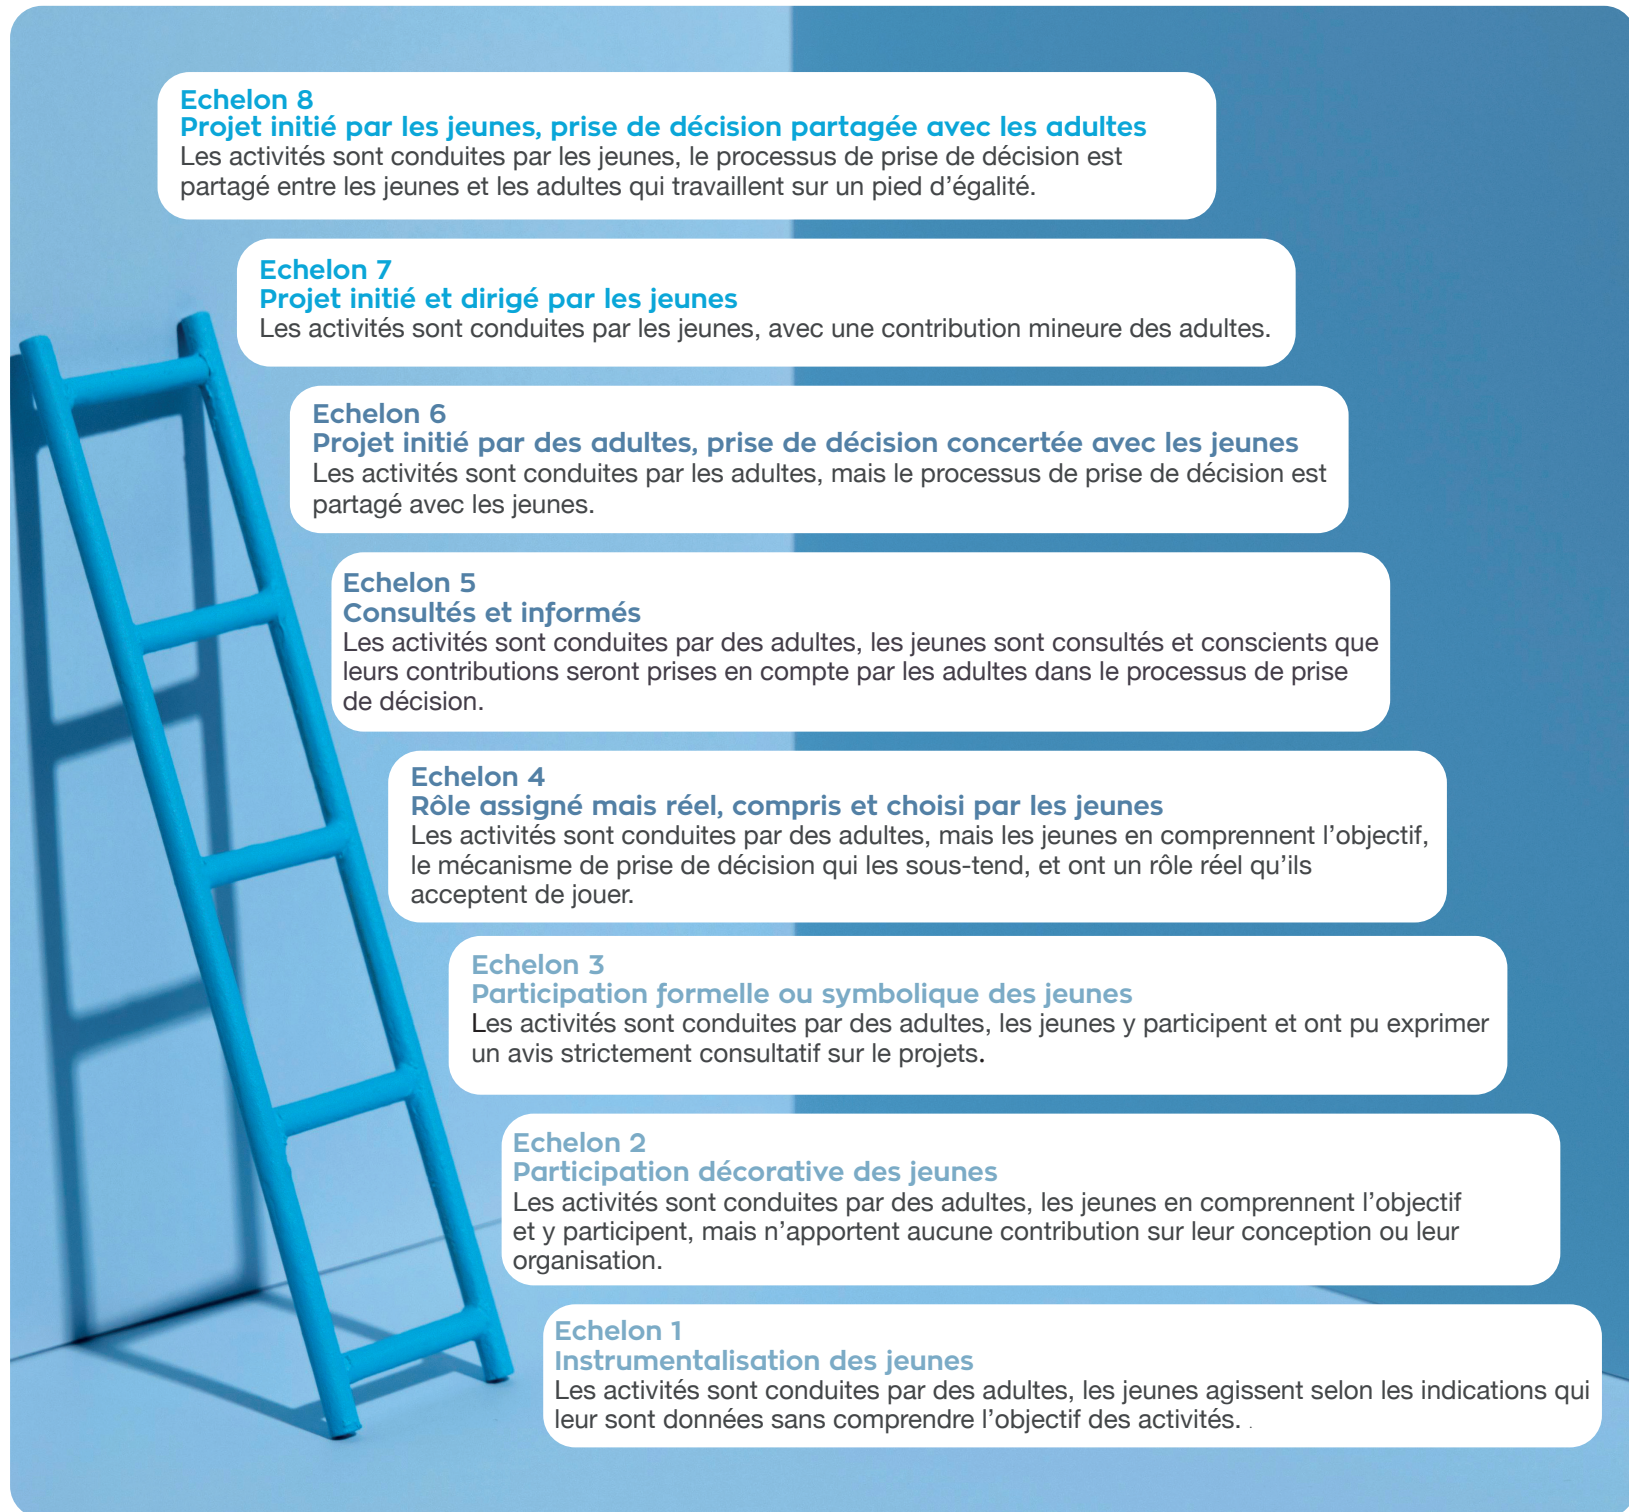 Echelon 8
Projet initié par les jeunes, prise de décision partagée avec les adultes
Les activités sont conduites par les jeunes, le processus de prise de décision est
partagé entre les jeunes et les adultes qui travaillent sur un pied d’égalité.
Echelon 7
Projet initié et dirigé par les jeunes
Les activités sont conduites par les jeunes, avec une contribution mineure des adultes.
Echelon 6
Projet initié par des adultes, prise de décision concertée avec les jeunes
Les activités sont conduites par les adultes, mais le processus de prise de décision est
partagé avec les jeunes.
Echelon 5
Consultés et informés
Les activités sont conduites par des adultes, les jeunes sont consultés et conscients que
leurs contributions seront prises en compte par les adultes dans le processus de prise
de décision.
Echelon 4
Rôle assigné mais réel, compris et choisi par les jeunes
Les activités sont conduites par des adultes, mais les jeunes en comprennent l’objectif,
le mécanisme de prise de décision qui les sous-tend, et ont un rôle réel qu’ils
acceptent de jouer.
Echelon 3
Participation formelle ou symbolique des jeunes
Les activités sont conduites par des adultes, les jeunes y participent et ont pu exprimer
un avis strictement consultatif sur le projets.
Echelon 2
Participation décorative des jeunes
Les activités sont conduites par des adultes, les jeunes en comprennent l’objectif
et y participent, mais n’apportent aucune contribution sur leur conception ou leur
organisation.
Echelon 1
Instrumentalisation des jeunes
Les activités sont conduites par des adultes, les jeunes agissent selon les indications qui
leur sont données sans comprendre l’objectif des activités. .